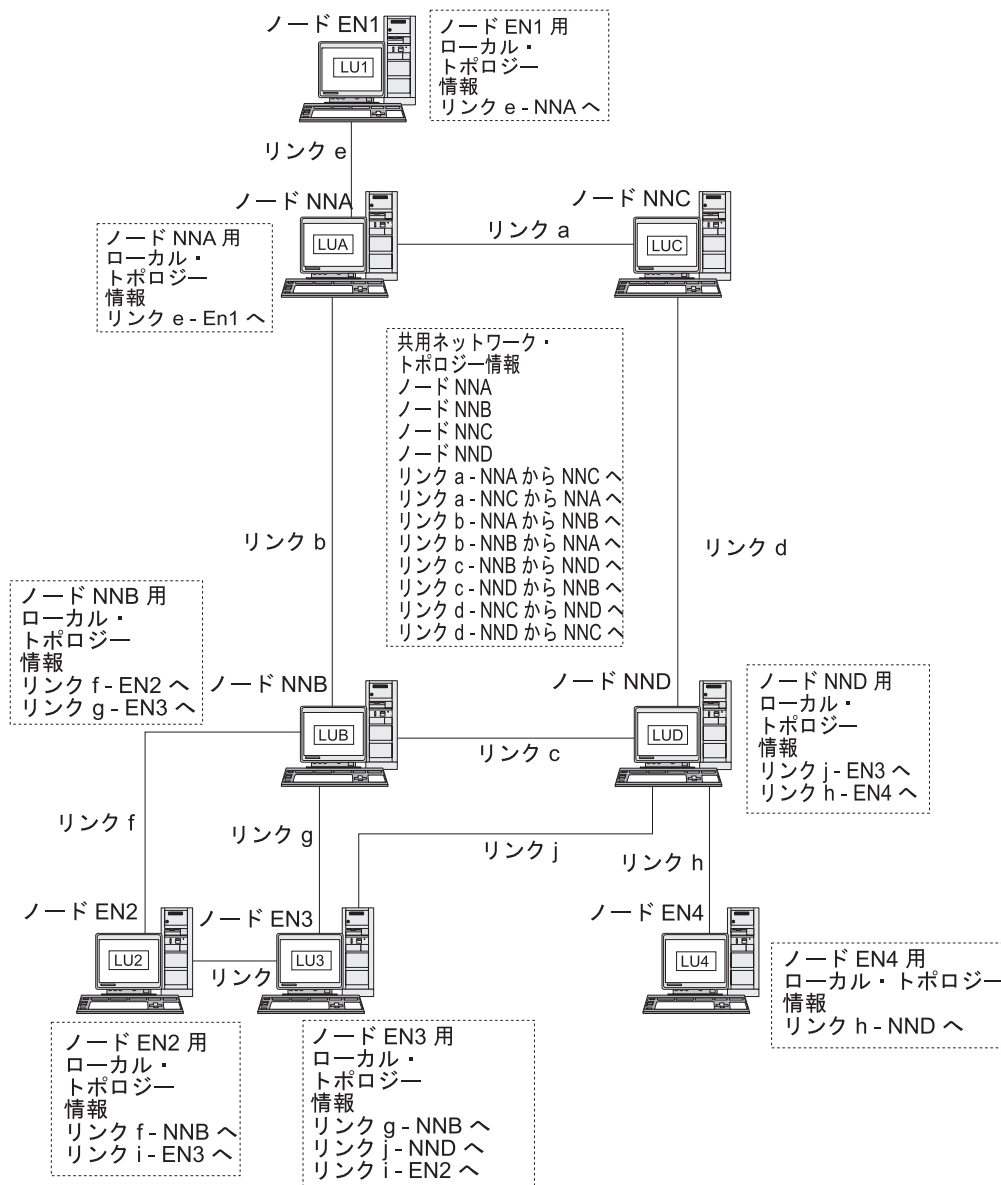 ノード EN1
LU1
ノード EN1 用
ローカル・
トポロジー
情報
リンク e - NNA へ
リンク e
ノード NNA
LUA
ノード NNC
LUC
リンク a
ノード NNA 用
ローカル・
トポロジー
情報
リンク e - En1 へ
共用ネットワーク・
トポロジー情報
ノード NNA
ノード NNB
ノード NNC
ノード NND
リンク a - NNA から NNC へ
リンク a - NNC から NNA へ
リンク b - NNA から NNB へ
リンク b - NNB から NNA へ
リンク c - NNB から NND へ
リンク c - NND から NNB へ
リンク d - NNC から NND へ
リンク d - NND から NNC へ
リンク b
リンク d
ノード NNB 用
ローカル・
トポロジー
情報
リンク f - EN2 へ
リンク g - EN3 へ
ノード NNB
LUB
ノード NND
LUD
リンク c
ノード NND 用
ローカル・
トポロジー
情報
リンク j - EN3 へ
リンク h - EN4 へ
リンク f
リンク g
リンク j
リンク h
ノード EN2
LU2
ノード EN3
LU3
リンク
ノード EN4
LU4
ノード EN4 用
ローカル・トポロジー
情報
リンク h - NND へ
ノード EN2 用
ローカル・
トポロジー
情報
リンク f - NNB へ
リンク i - EN3 へ
ノード EN3 用
ローカル・
トポロジー
情報
リンク g - NNB へ
リンク j - NND へ
リンク i - EN2 へ